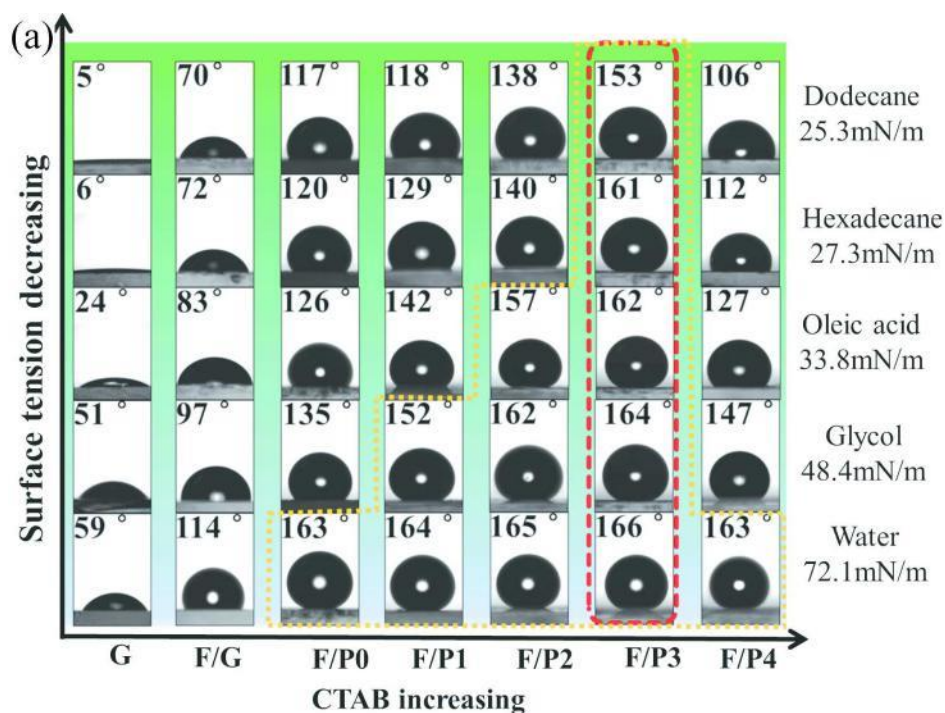 (a)
5° 70° 117° 118° 138° 153° 106°
Dodecane
25.3mN/m
6° 72° 120° 129° 140° 161° 112°
Hexadecane
27.3mN/m
24° 83° 126° 142° 157° 162° 127°
Oleic acid
33.8mN/m
51° 97° 135° 152° 162° 164° 147°
Glycol
48.4mN/m
59° 114° 163° 164° 165° 166° 163°
Water
72.1mN/m
Surface tension decreasing
G F/G F/P0 F/P1 F/P2 F/P3 F/P4
CTAB increasing